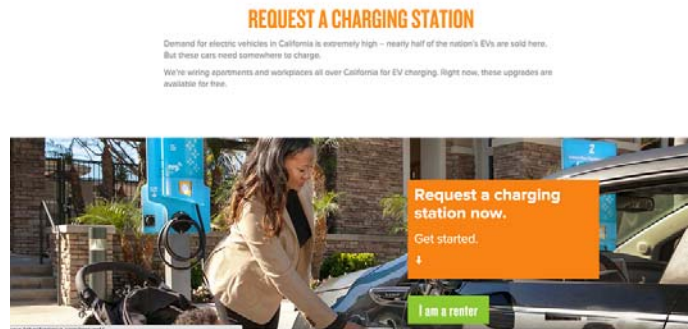 REQUEST A CHARGING STATION
Demand for electric vehicles in California is extremely high – nearly half of the nation's EVs are sold here.
But these cars need somewhere to charge.
We're wiring apartments and workplaces all over California for EV charging. Right now, these upgrades are
available for free.
Request a charging
station now.
Get started.
I am a renter